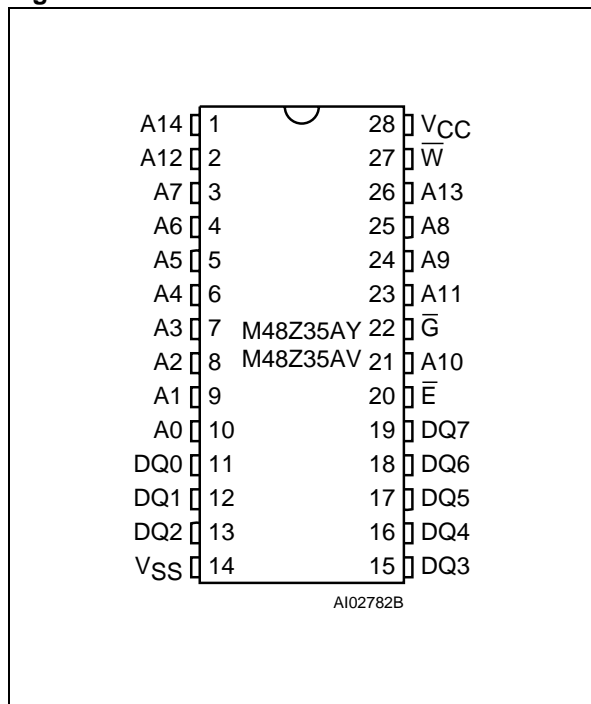 A14 1 28 VCC
A12 2 27 W̅
A7 3 26 A13
A6 4 25 A8
A5 5 24 A9
A4 6 23 A11
A3 7 M48Z35AY 22 G̅
A2 8 M48Z35AV 21 A10
A1 9 20 E̅
A0 10 19 DQ7
DQ0 11 18 DQ6
DQ1 12 17 DQ5
DQ2 13 16 DQ4
VSS 14 15 DQ3
AI02782B